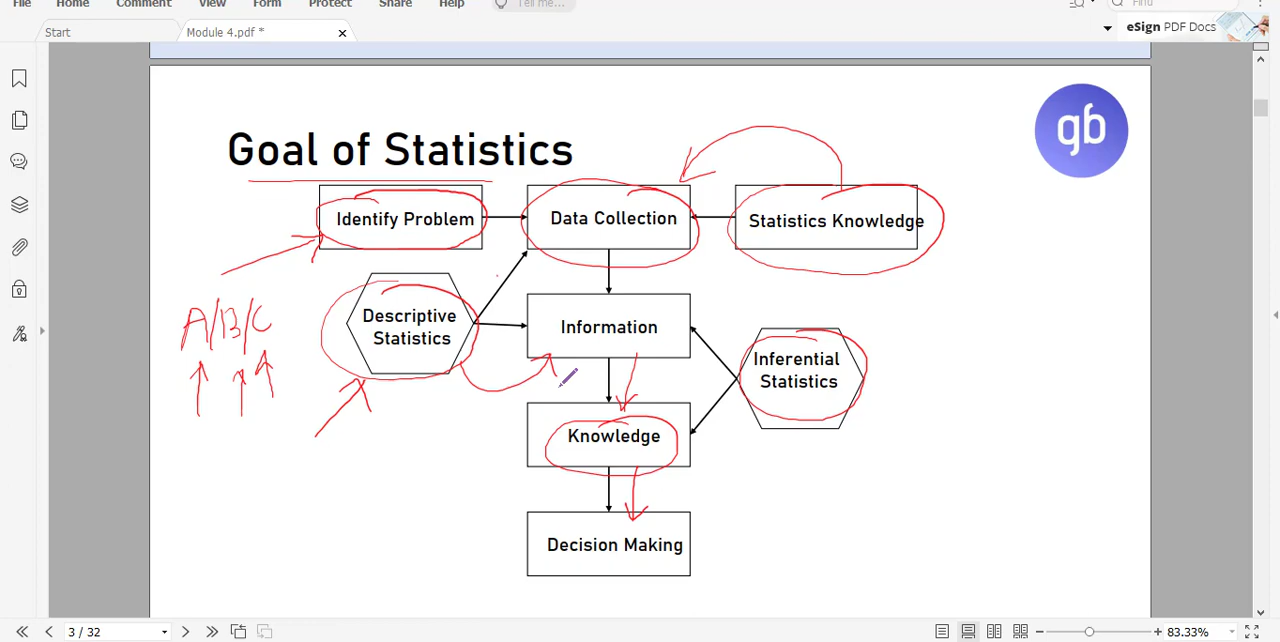 File Home Comment View Form Protect Share Help Tell me...
Find
Start
Module 4.pdf *
eSign PDF Docs
gb
Goal of Statistics
Identify Problem
Data Collection
Statistics Knowledge
A/B/C
Descriptive
Statistics
Information
Inferential
Statistics
Knowledge
Decision Making
3 / 32
83.33%